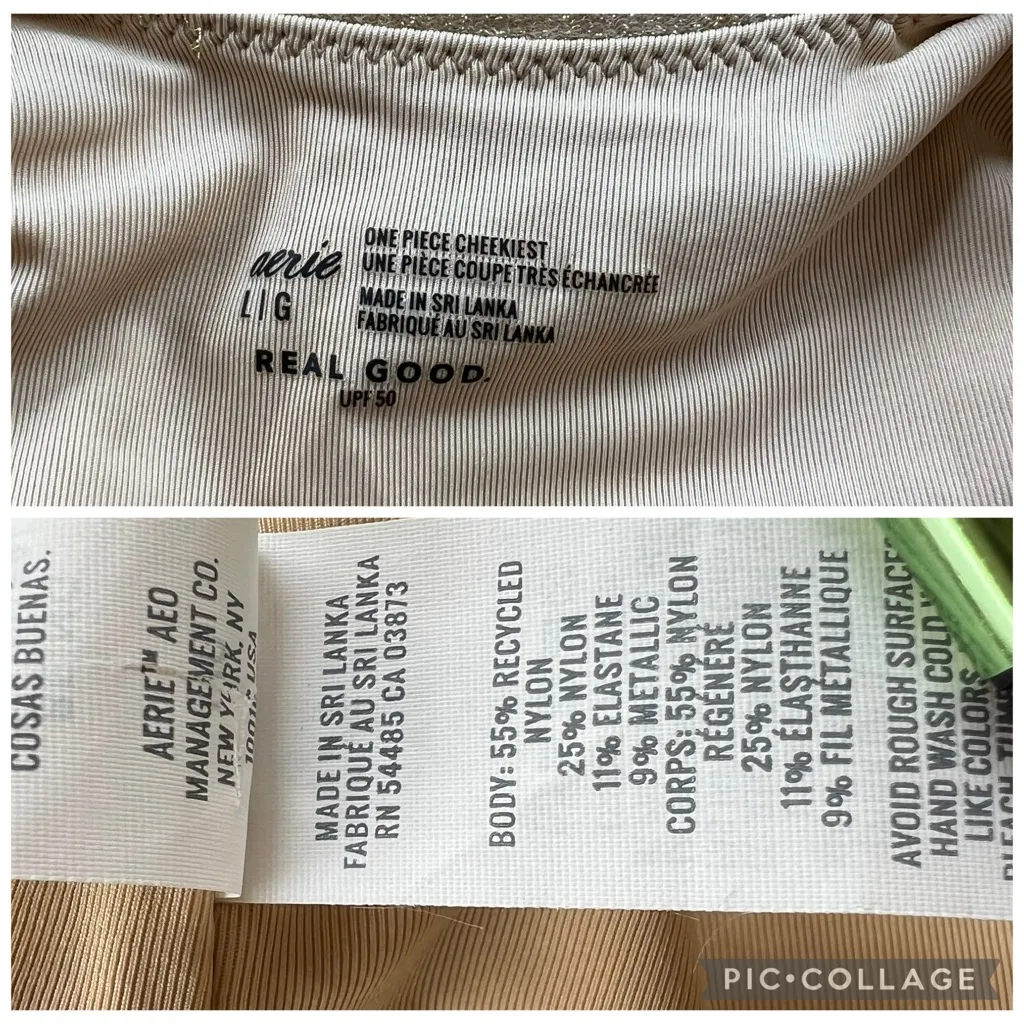 aerie
L|G
ONE PIECE CHEEKIEST
UNE PIÈCE COUPE TRÈS ÉCHANCRÉE
MADE IN SRI LANKA
FABRIQUÉ AU SRI LANKA
REAL GOOD.
UPF 50
COSAS BUENAS.
AERIE™ AEO
MANAGEMENT CO.
NEW YORK, NY
USA
MADE IN SRI LANKA
FABRIQUÉ AU SRI LANKA
RN 54485 CA 03873
BODY: 55% RECYCLED
NYLON
25% NYLON
11% ELASTANE
9% METALLIC
CORPS: 55% NYLON
RÉGÉNÉRÉ
25% NYLON
11% ÉLASTHANNE
9% FIL MÉTALLIQUE
AVOID ROUGH SURFACES
HAND WASH COLD
LIKE COLORS
PIC•COLLAGE